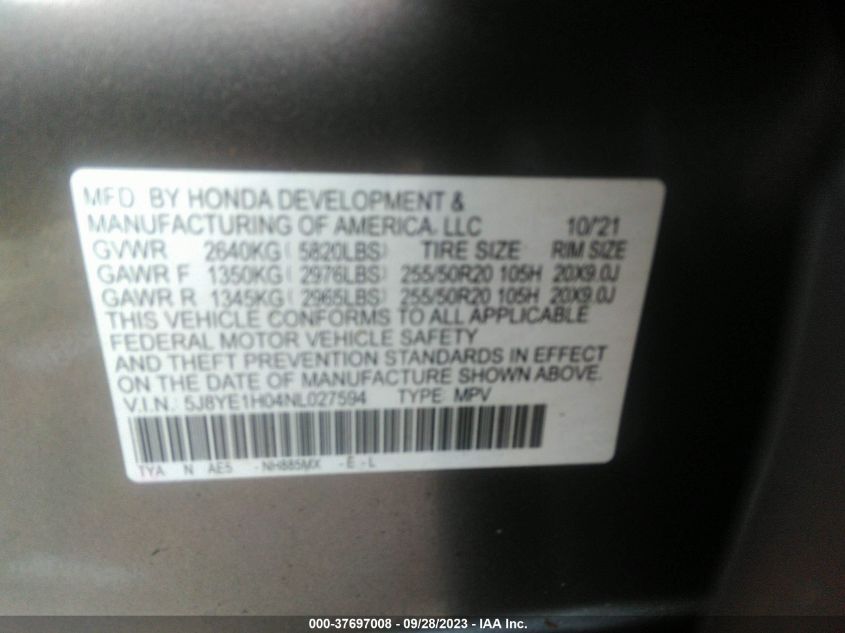 MFD. BY HONDA DEVELOPMENT &
MANUFACTURING OF AMERICA, LLC 10/'21
GVWR 2640KG ( 5820LBS) TIRE SIZE RIM SIZE
GAWR F 1350KG ( 2976LBS) 255/50R20 105H 20X9.0J
GAWR R 1345KG ( 2965LBS) 255/50R20 105H 20X9.0J
THIS VEHICLE CONFORMS TO ALL APPLICABLE
FEDERAL MOTOR VEHICLE SAFETY
AND THEFT PREVENTION STANDARDS IN EFFECT
ON THE DATE OF MANUFACTURE SHOWN ABOVE.
V.I.N.: 5J8YE1H04NL027594 TYPE: MPV
TYA N AE5 -NH885MX -E -L
000-37697008 - 09/28/2023 - IAA Inc.